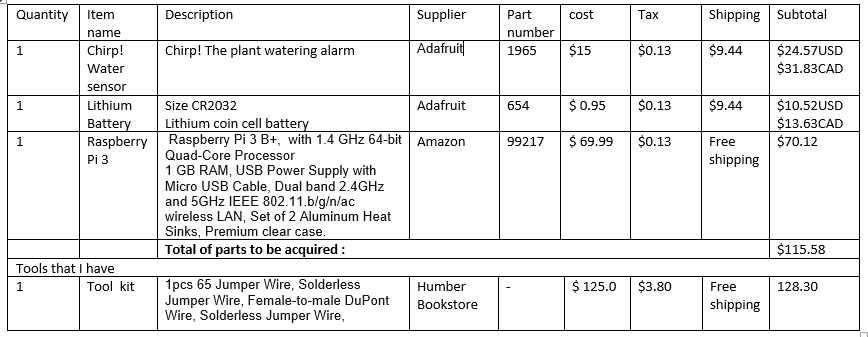 Quantity Item name Description Supplier Part number cost Tax Shipping Subtotal
1 Chirp! Water sensor Chirp! The plant watering alarm Adafruit 1965 $15 $0.13 $9.44 $24.57USD $31.83CAD
1 Lithium Battery Size CR2032 Lithium coin cell battery Adafruit 654 $ 0.95 $0.13 $9.44 $10.52USD $13.63CAD
1 Raspberry Pi 3 Raspberry Pi 3 B+, with 1.4 GHz 64-bit
Quad-Core Processor
1 GB RAM, USB Power Supply with
Micro USB Cable, Dual band 2.4GHz
and 5GHz IEEE 802.11.b/g/n/ac
wireless LAN, Set of 2 Aluminum Heat
Sinks, Premium clear case. Amazon 99217 $ 69.99 $0.13 Free shipping $70.12
Total of parts to be acquired : $115.58
Tools that I have
1 Tool kit 1pcs 65 Jumper Wire, Solderless
Jumper Wire, Female-to-male DuPont
Wire, Solderless Jumper Wire, Humber Bookstore - $ 125.0 $3.80 Free shipping 128.30